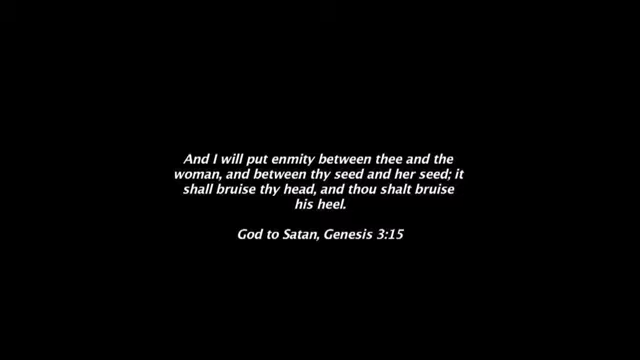 And I will put enmity between thee and the
woman, and between thy seed and her seed; it
shall bruise thy head, and thou shalt bruise
his heel.
God to Satan, Genesis 3:15